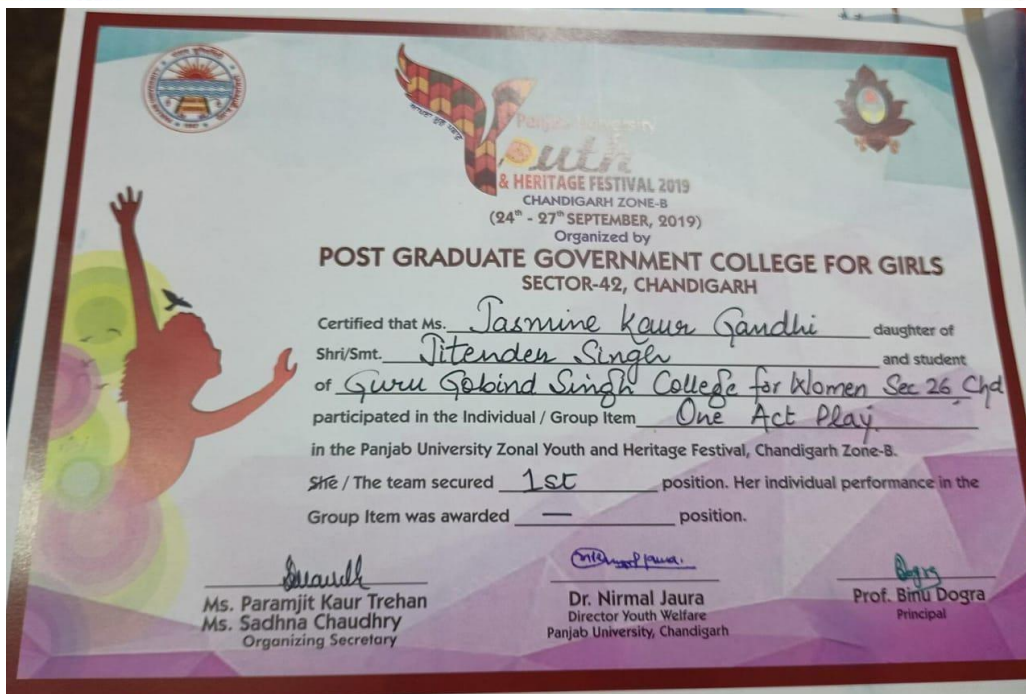 Panjab University
Youth
& HERITAGE FESTIVAL 2019
CHANDIGARH ZONE-B
(24th - 27th SEPTEMBER, 2019)
Organized by
POST GRADUATE GOVERNMENT COLLEGE FOR GIRLS
SECTOR-42, CHANDIGARH
Certified that Ms. Jasmine Kaur Gandhi daughter of
Shri/Smt. Jitender Singh and student
of Guru Gobind Singh College for Women Sec 26, Chd
participated in the Individual / Group Item One Act Play
in the Panjab University Zonal Youth and Heritage Festival, Chandigarh Zone-B.
She / The team secured 1st position. Her individual performance in the
Group Item was awarded — position.
Ms. Paramjit Kaur Trehan
Ms. Sadhna Chaudhry
Organizing Secretary
Dr. Nirmal Jaura
Director Youth Welfare
Panjab University, Chandigarh
Dogra
Prof. Binu Dogra
Principal